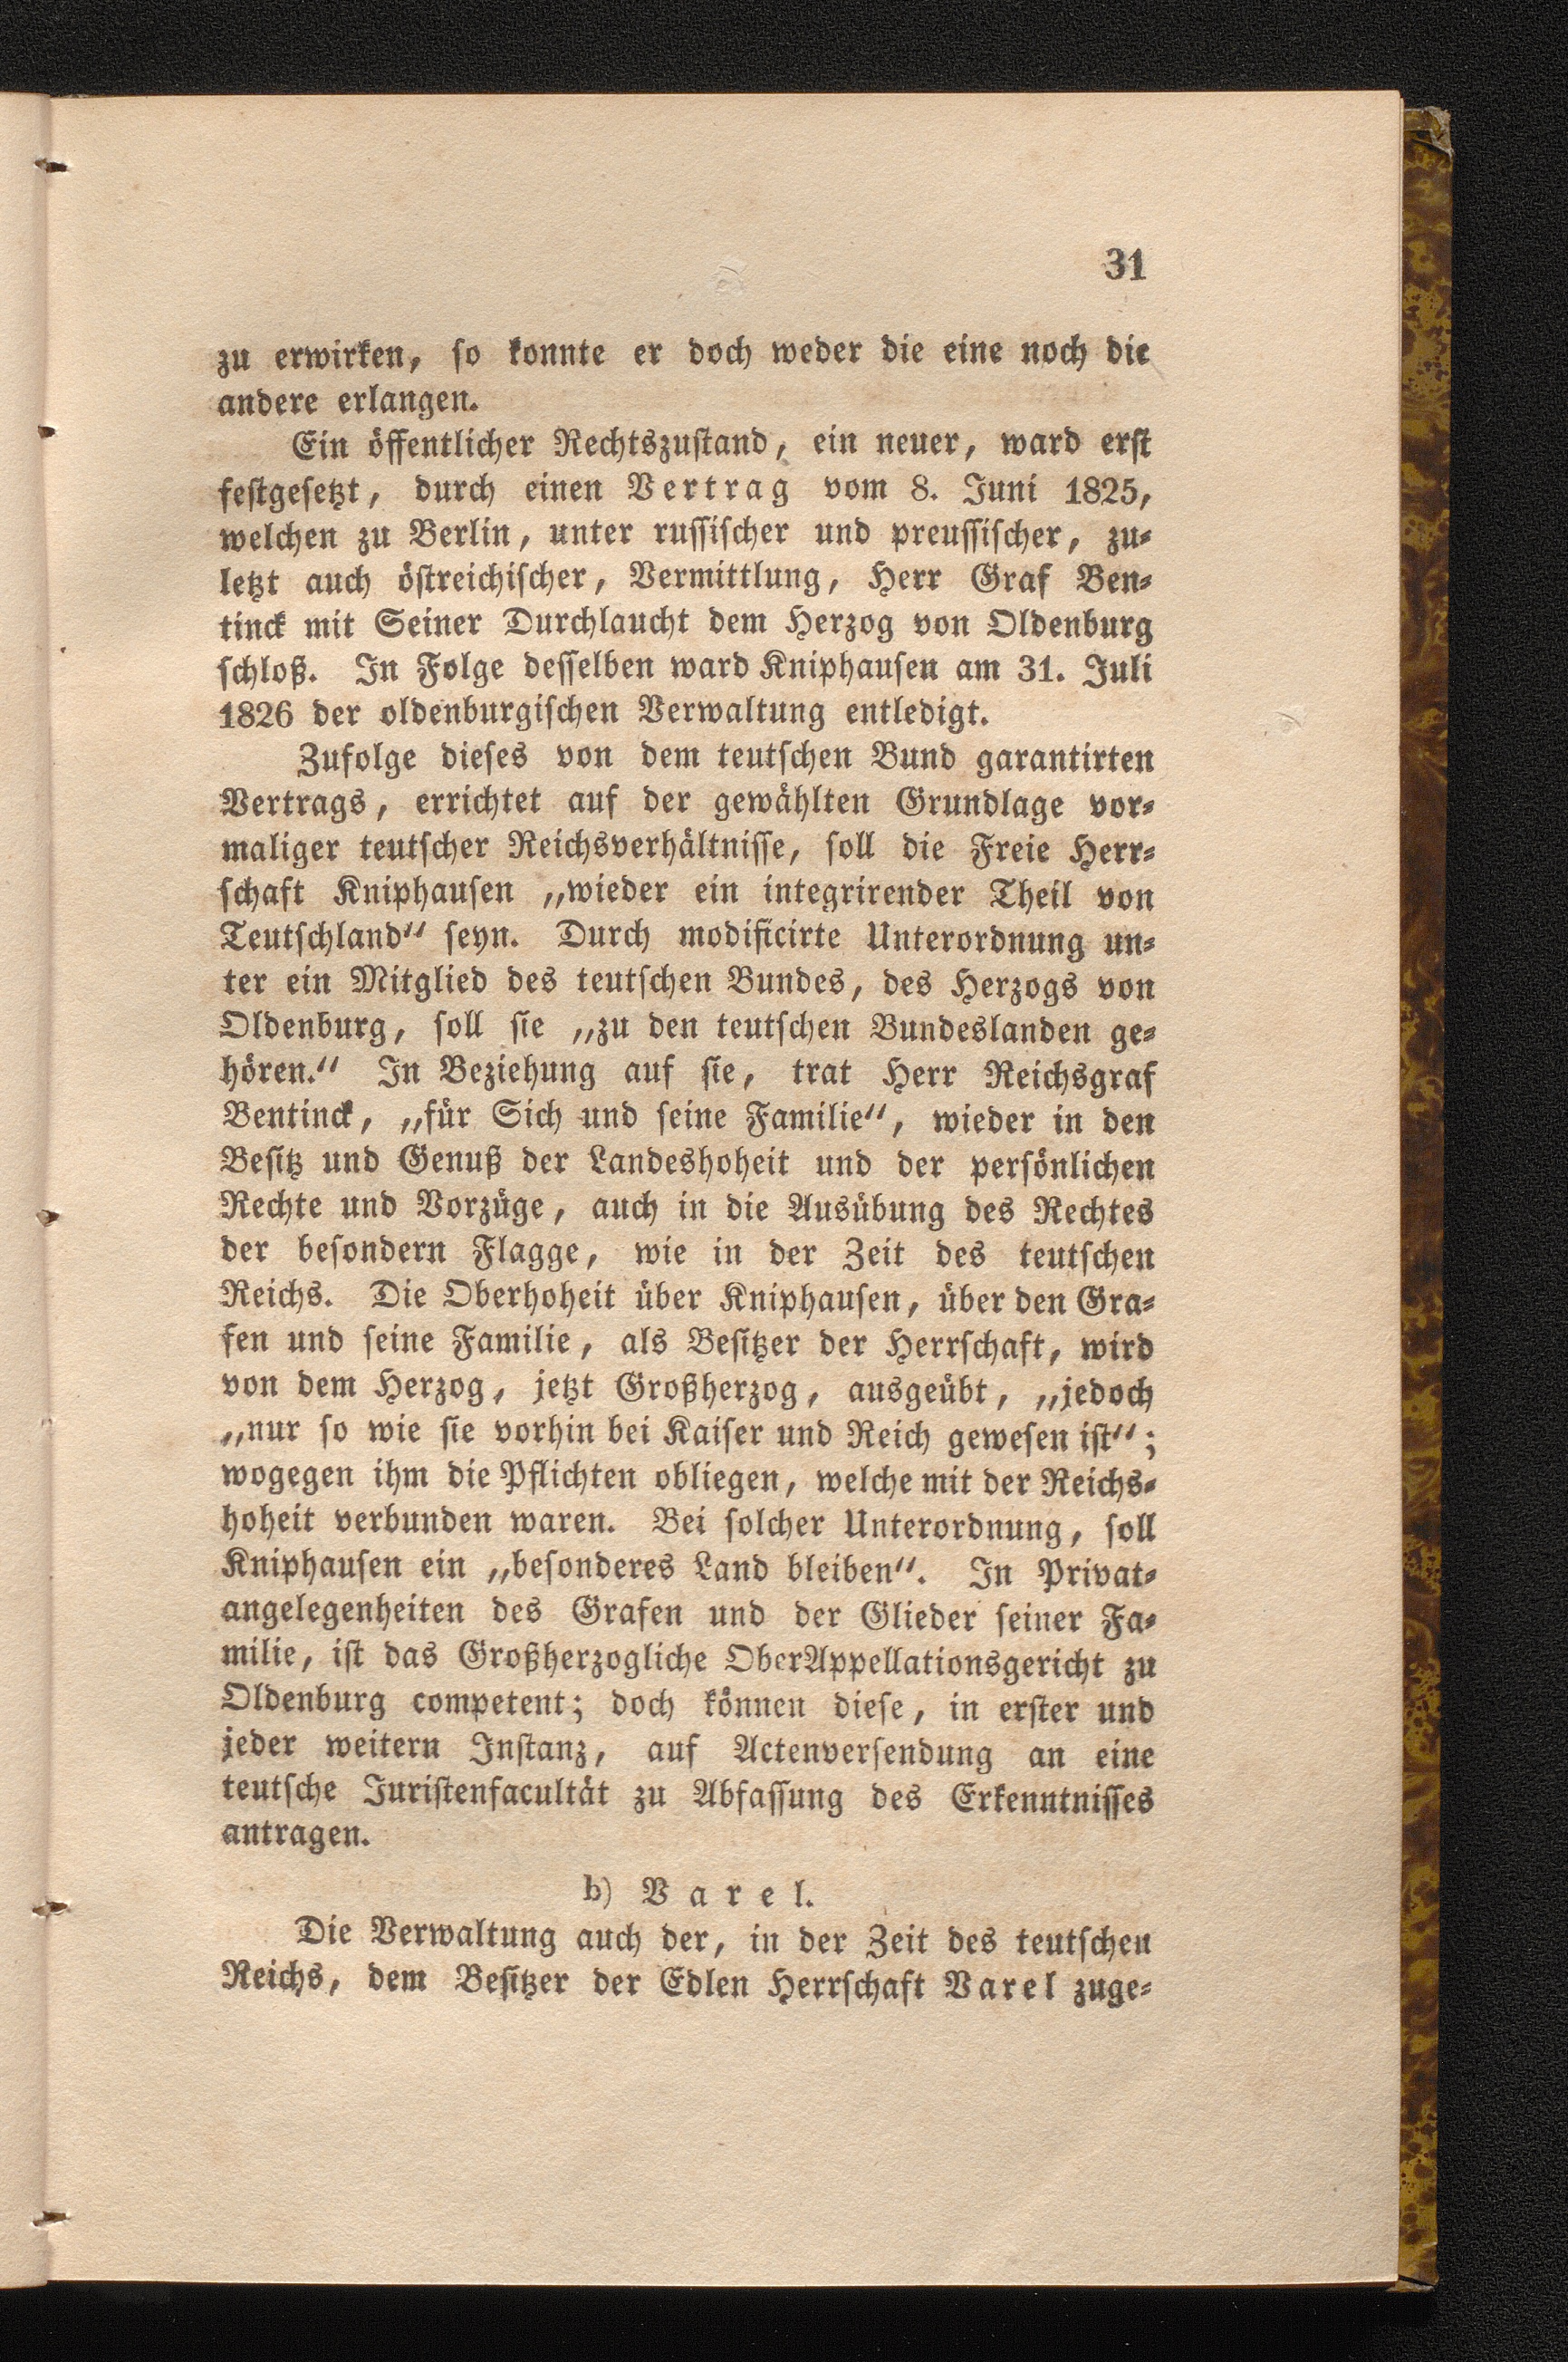 31
zu erwirken, so konnte er doch weder die eine noch die
andere erlangen.
Ein öffentlicher Rechtszustand, ein neuer, ward erst
festgesetzt, durch einen Vertrag vom 8. Juni 1825,
welchen zu Berlin, unter russischer und preussischer, zu-
letzt auch östreichischer, Vermittlung, Herr Graf Ben-
tinck mit Seiner Durchlaucht dem Herzog von Oldenburg
schloß. In Folge desselben ward Kniphausen am 31. Juli
1826 der oldenburgischen Verwaltung entledigt.
Zufolge dieses von dem teutschen Bund garantirten
Vertrags, errichtet auf der gewählten Grundlage vor-
maliger teutscher Reichsverhältnisse, soll die Freie Herr-
schaft Kniphausen „wieder ein integrirender Theil von
Teutschland“ seyn. Durch modificirte Unterordnung un-
ter ein Mitglied des teutschen Bundes, des Herzogs von
Oldenburg, soll sie „zu den teutschen Bundeslanden ge-
hören.“ In Beziehung auf sie, trat Herr Reichsgraf
Bentinck, „für Sich und seine Familie“, wieder in den
Besitz und Genuß der Landeshoheit und der persönlichen
Rechte und Vorzüge, auch in die Ausübung des Rechtes
der besondern Flagge, wie in der Zeit des teutschen
Reichs. Die Oberhoheit über Kniphausen, über den Gra-
fen und seine Familie, als Besitzer der Herrschaft, wird
von dem Herzog, jetzt Großherzog, ausgeübt, „jedoch
„nur so wie sie vorhin bei Kaiser und Reich gewesen ist“;
wogegen ihm die Pflichten obliegen, welche mit der Reichs-
hoheit verbunden waren. Bei solcher Unterordnung, soll
Kniphausen ein „besonderes Land bleiben“. In Privat-
angelegenheiten des Grafen und der Glieder seiner Fa-
milie, ist das Großherzogliche OberAppellationsgericht zu
Oldenburg competent; doch können diese, in erster und
jeder weitern Instanz, auf Actenversendung an eine
teutsche Juristenfacultät zu Abfassung des Erkenntnisses
antragen.
b) Varel.
Die Verwaltung auch der, in der Zeit des teutschen
Reichs, dem Besitzer der Edlen Herrschaft Varel zuge-